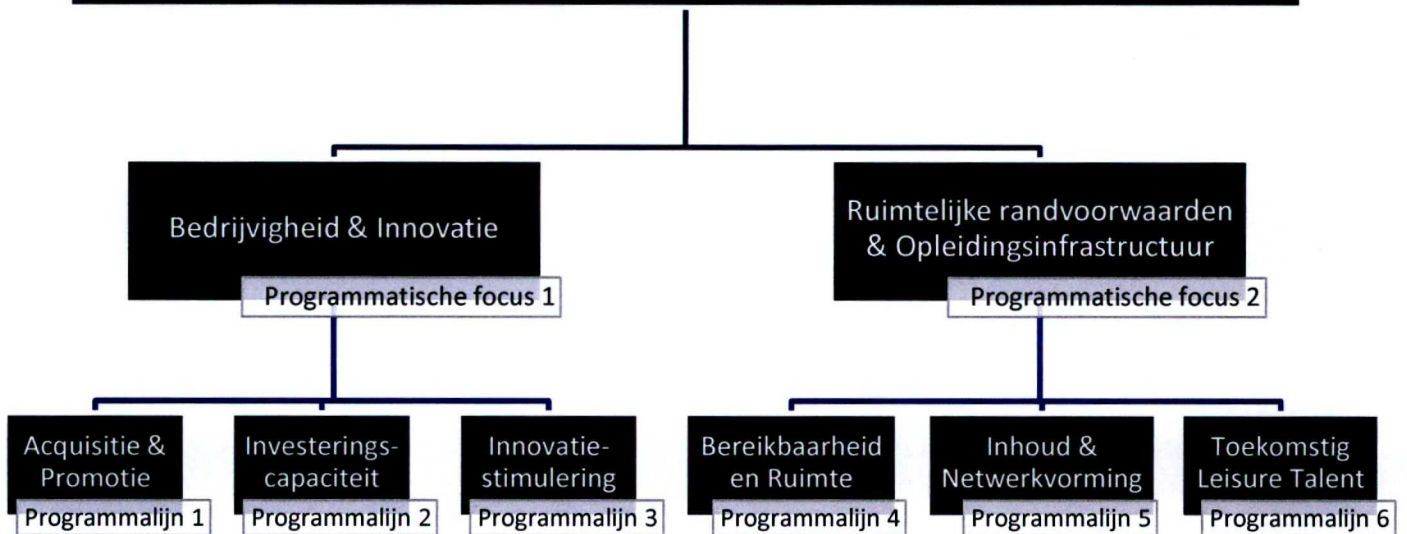 Bedrijvigheid & Innovatie
Programmatische focus 1
Ruimtelijke randvoorwaarden
& Opleidingsinfrastructuur
Programmatische focus 2
Acquisitie &
Promotie
Programmalijn 1
Investerings-
capaciteit
Programmalijn 2
Innovatie-
stimulering
Programmalijn 3
Bereikbaarheid
en Ruimte
Programmalijn 4
Inhoud &
Netwerkvorming
Programmalijn 5
Toekomstig
Leisure Talent
Programmalijn 6